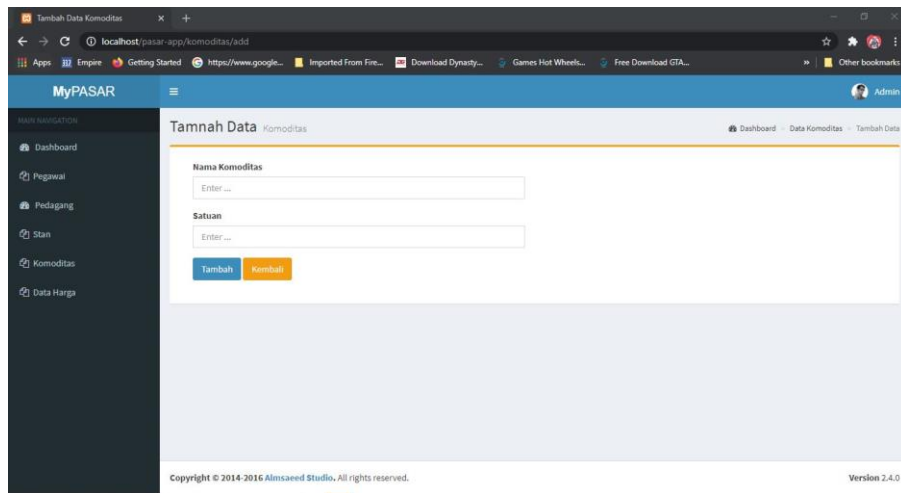 Tambah Data Komoditas
localhost/pasar-app/komoditas/add
Apps Empire Getting Started https://www.google... Imported From Fire... Download Dynasty... Games Hot Wheels... Free Download GTA... » Other bookmarks
MyPASAR
Admin
MAIN NAVIGATION
Dashboard
Pegawai
Pedagang
Stan
Komoditas
Data Harga
Tamnah Data Komoditas
Dashboard > Data Komoditas > Tambah Data
Nama Komoditas
Enter ...
Satuan
Enter ...
Tambah Kembali
Copyright © 2014-2016 Almsaeed Studio. All rights reserved.
Version 2.4.0